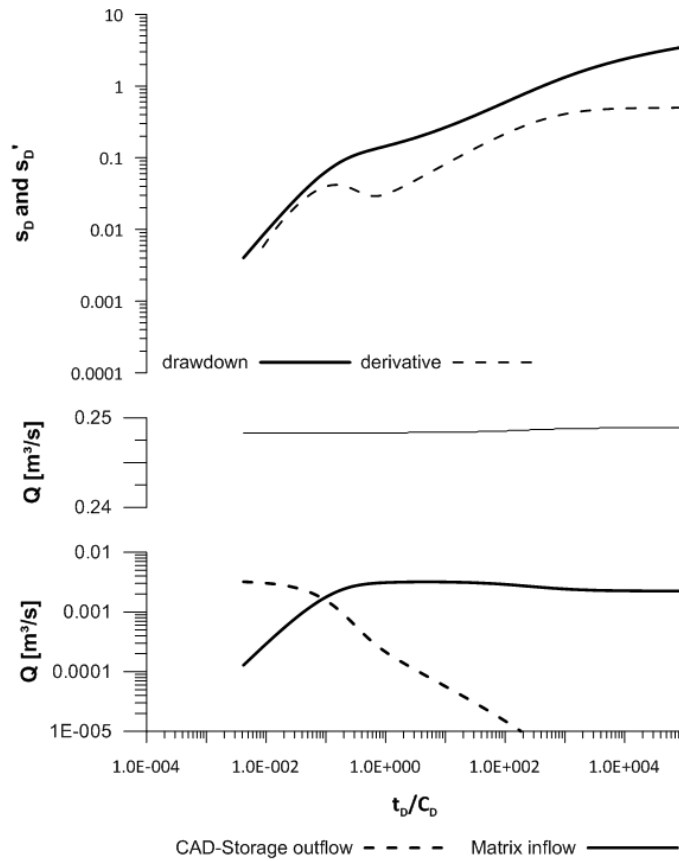 10
1
0.1
0.01
0.001
0.0001
s_D and s_D'
drawdown derivative
0.25
0.24
Q [m³/s]
0.01
0.001
0.0001
1E-005
Q [m³/s]
1.0E-004 1.0E-002 1.0E+000 1.0E+002 1.0E+004
t_D/C_D
CAD-Storage outflow Matrix inflow